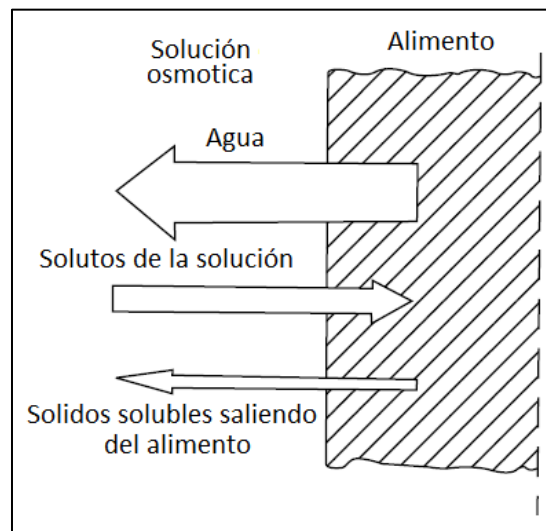 Solución
osmotica
Alimento
Agua
Solutos de la solución
Solidos solubles saliendo
del alimento